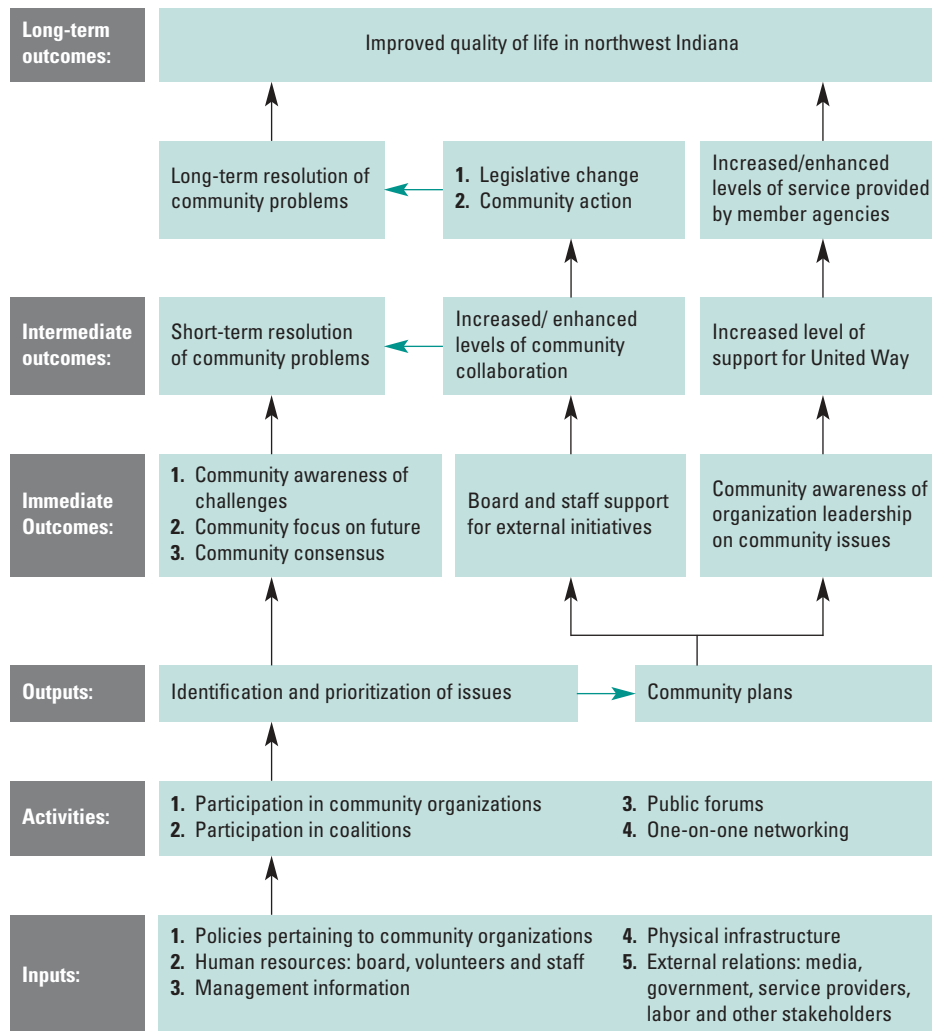 Long-term
outcomes:
Improved quality of life in northwest Indiana
Long-term resolution of
community problems
1. Legislative change
2. Community action
Increased/enhanced
levels of service provided
by member agencies
Intermediate
outcomes:
Short-term resolution
of community problems
Increased/ enhanced
levels of community
collaboration
Increased level of
support for United Way
Immediate
Outcomes:
1. Community awareness of
challenges
2. Community focus on future
3. Community consensus
Board and staff support
for external initiatives
Community awareness of
organization leadership
on community issues
Outputs:
Identification and prioritization of issues
Community plans
Activities:
1. Participation in community organizations
2. Participation in coalitions
3. Public forums
4. One-on-one networking
Inputs:
1. Policies pertaining to community organizations
2. Human resources: board, volunteers and staff
3. Management information
4. Physical infrastructure
5. External relations: media,
government, service providers,
labor and other stakeholders